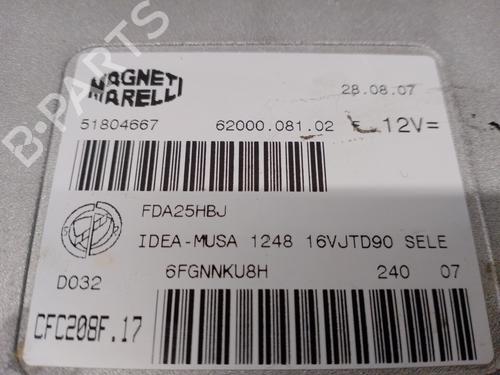 MAGNETI MARELLI
28.08.07
51804667 62000.081.02 12V=
FDA25HBJ
IDEA-MUSA 1248 16VJTD90 SELE
D032 6FGNNKU8H 240 07
CFC208F.17
B-PARTS